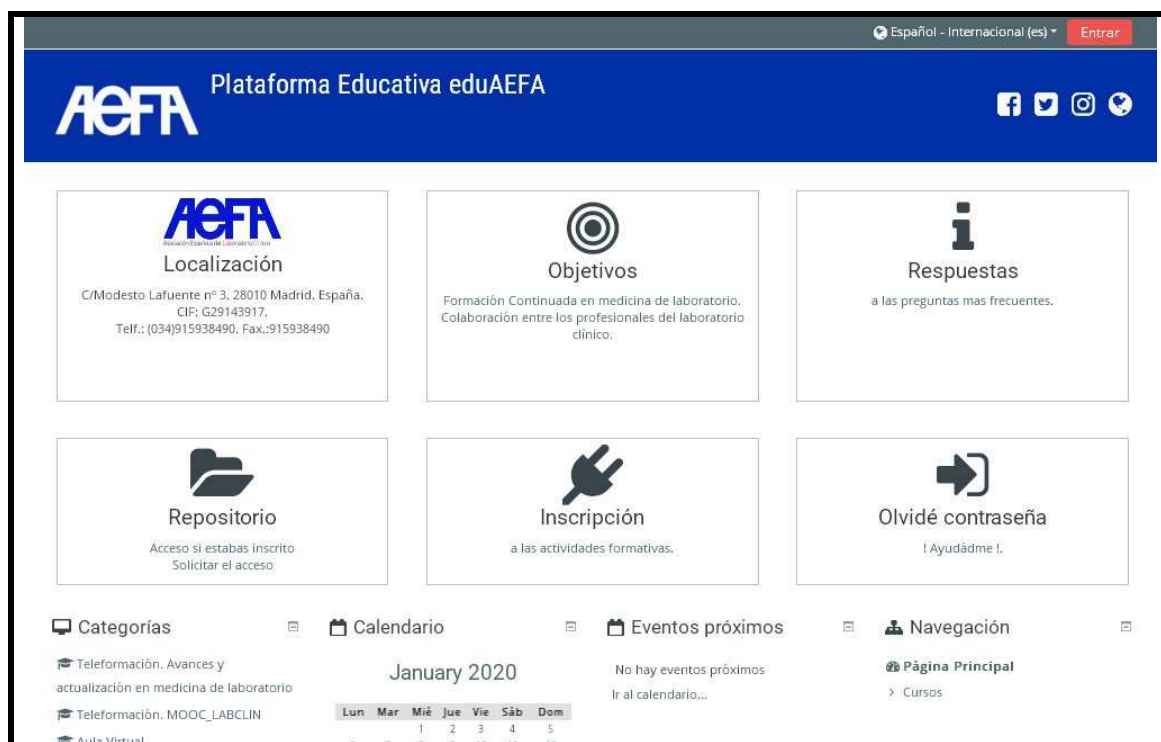 Español - Internacional (es)
Entrar
AEFA
Plataforma Educativa eduAEFA
AEFA
Localización
C/Modesto Lafuente nº 3. 28010 Madrid. España.
CIF: G29143917.
Telf.: (034)915938490. Fax.:915938490
Objetivos
Formación Continuada en medicina de laboratorio.
Colaboración entre los profesionales del laboratorio
clínico.
Respuestas
a las preguntas mas frecuentes.
Repositorio
Acceso si estabas inscrito
Solicitar el acceso
Inscripción
a las actividades formativas.
Olvidé contraseña
! Ayudádme !.
Categorías
Teleformación. Avances y
actualización en medicina de laboratorio
Teleformación. MOOC_LABCLIN
Aula Virtual
Calendario
January 2020
Lun Mar Mié Jue Vie Sáb Dom
1 2 3 4 5
Eventos próximos
No hay eventos próximos
Ir al calendario...
Navegación
Página Principal
Cursos